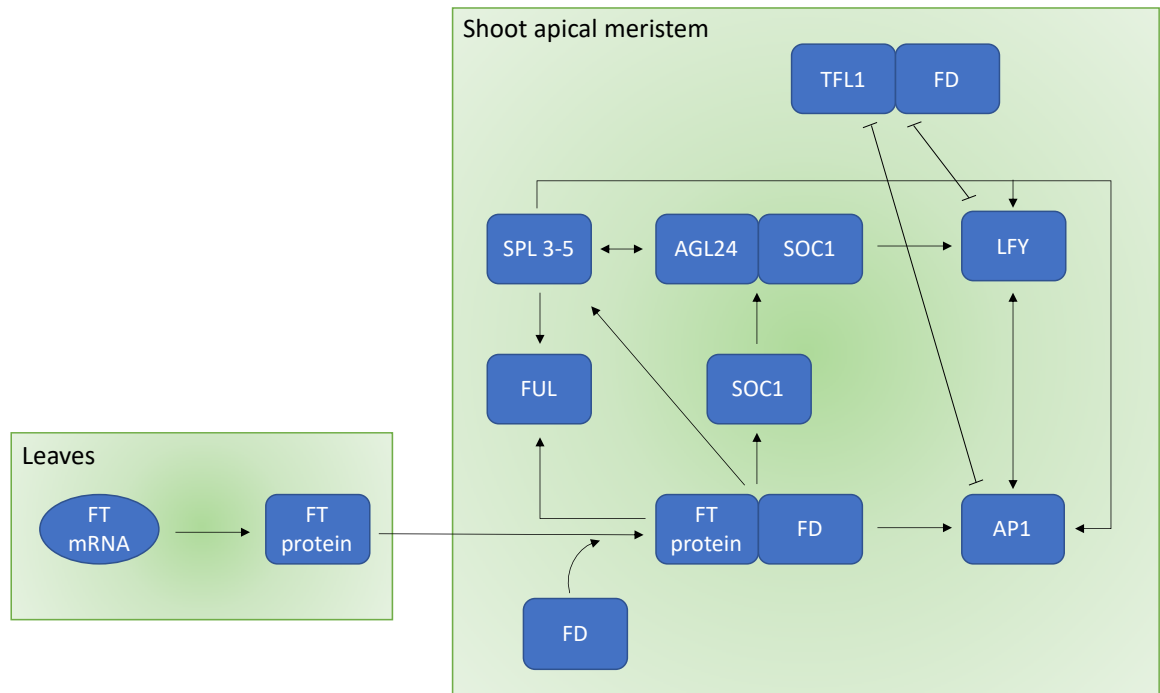 Shoot apical meristem
TFL1
FD
SPL 3-5
AGL24
SOC1
LFY
FUL
SOC1
Leaves
FT
mRNA
FT
protein
FT
protein
FD
AP1
FD